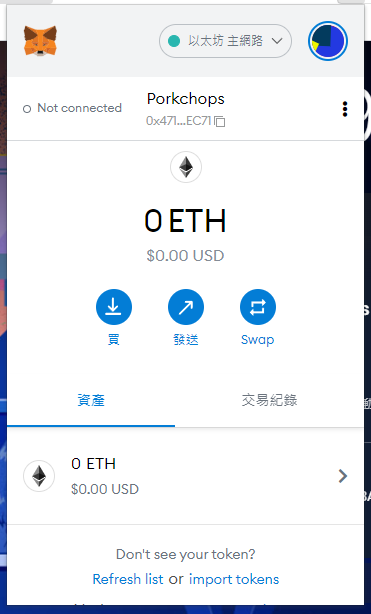 以太坊 主網路
Not connected
Porkchops
0x471...EC71
0 ETH
$0.00 USD
買
發送
Swap
資產
交易紀錄
0 ETH
$0.00 USD
Don't see your token?
Refresh list or import tokens